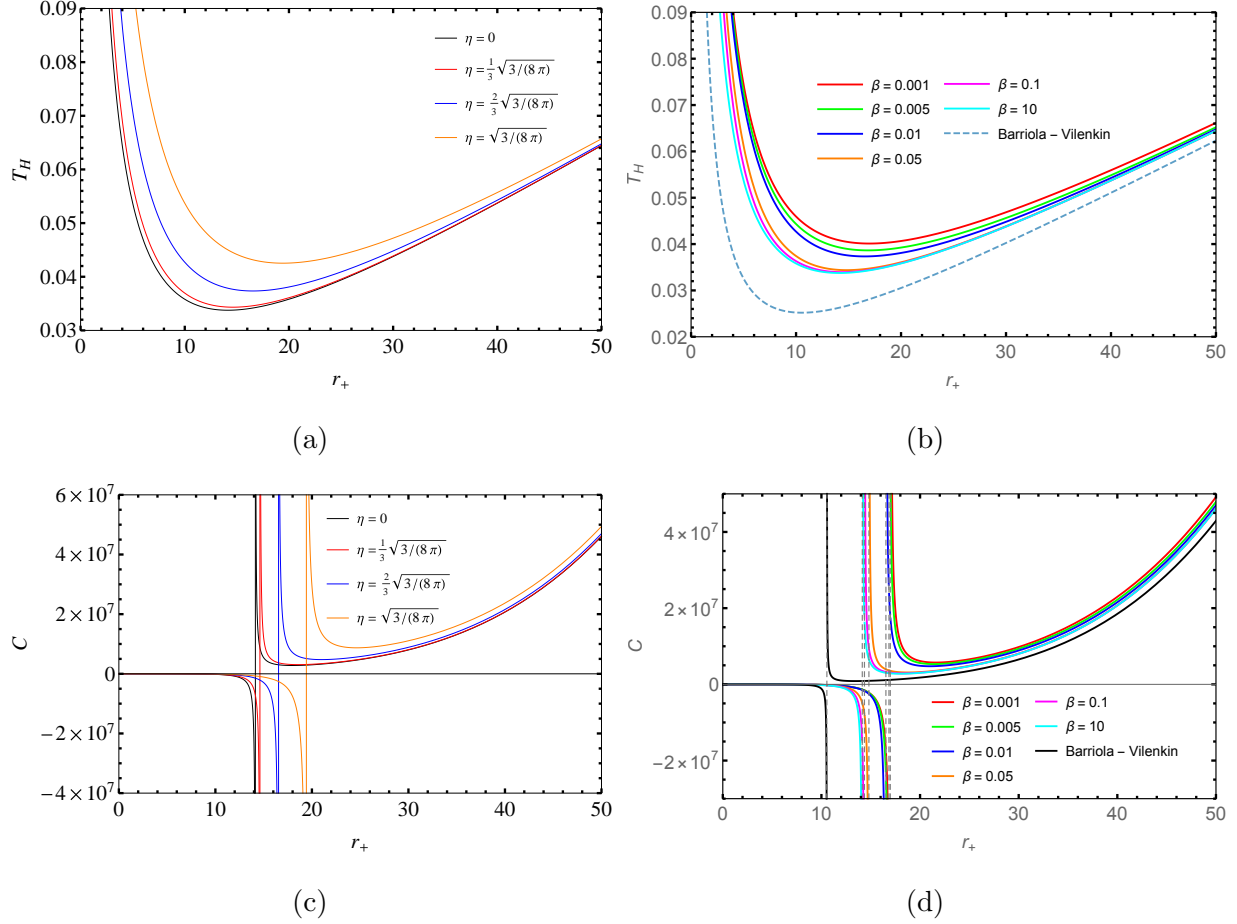 0.09
0.08
0.07
0.06
0.05
0.04
0.03
T_H
0 10 20 30 40 50
r_+
η = 0
η = 1/3 √3/(8 π)
η = 2/3 √3/(8 π)
η = √3/(8 π)
(a)
0.09
0.08
0.07
0.06
0.05
0.04
0.03
0.02
T_H
0 10 20 30 40 50
r_+
β = 0.001 β = 0.1
β = 0.005 β = 10
β = 0.01 Barriola – Vilenkin
β = 0.05
(b)
6×10^7
4×10^7
2×10^7
0
-2×10^7
-4×10^7
C
0 10 20 30 40 50
r_+
η = 0
η = 1/3 √3/(8 π)
η = 2/3 √3/(8 π)
η = √3/(8 π)
(c)
4×10^7
2×10^7
0
-2×10^7
C
0 10 20 30 40 50
r_+
β = 0.001 β = 0.1
β = 0.005 β = 10
β = 0.01 Barriola – Vilenkin
β = 0.05
(d)